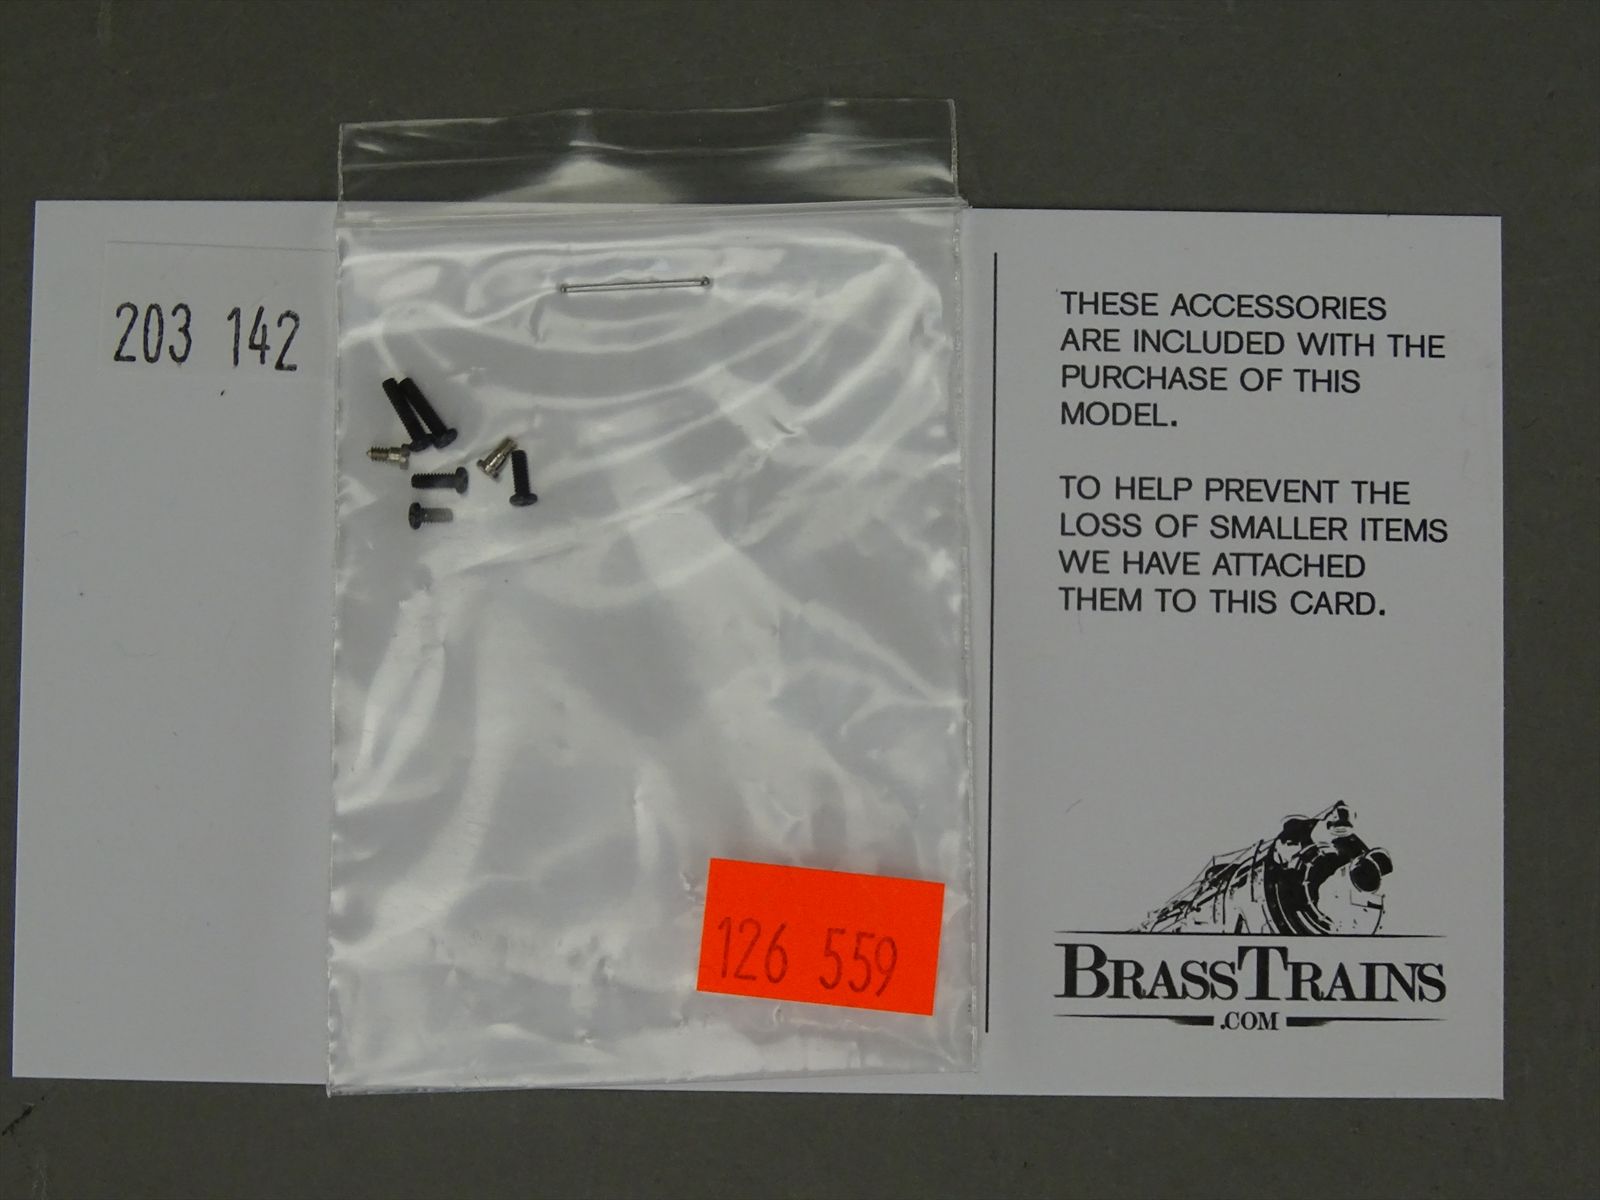 203 142
THESE ACCESSORIES
ARE INCLUDED WITH THE
PURCHASE OF THIS
MODEL.
TO HELP PREVENT THE
LOSS OF SMALLER ITEMS
WE HAVE ATTACHED
THEM TO THIS CARD.
126 559
BRASSTRAINS
.COM